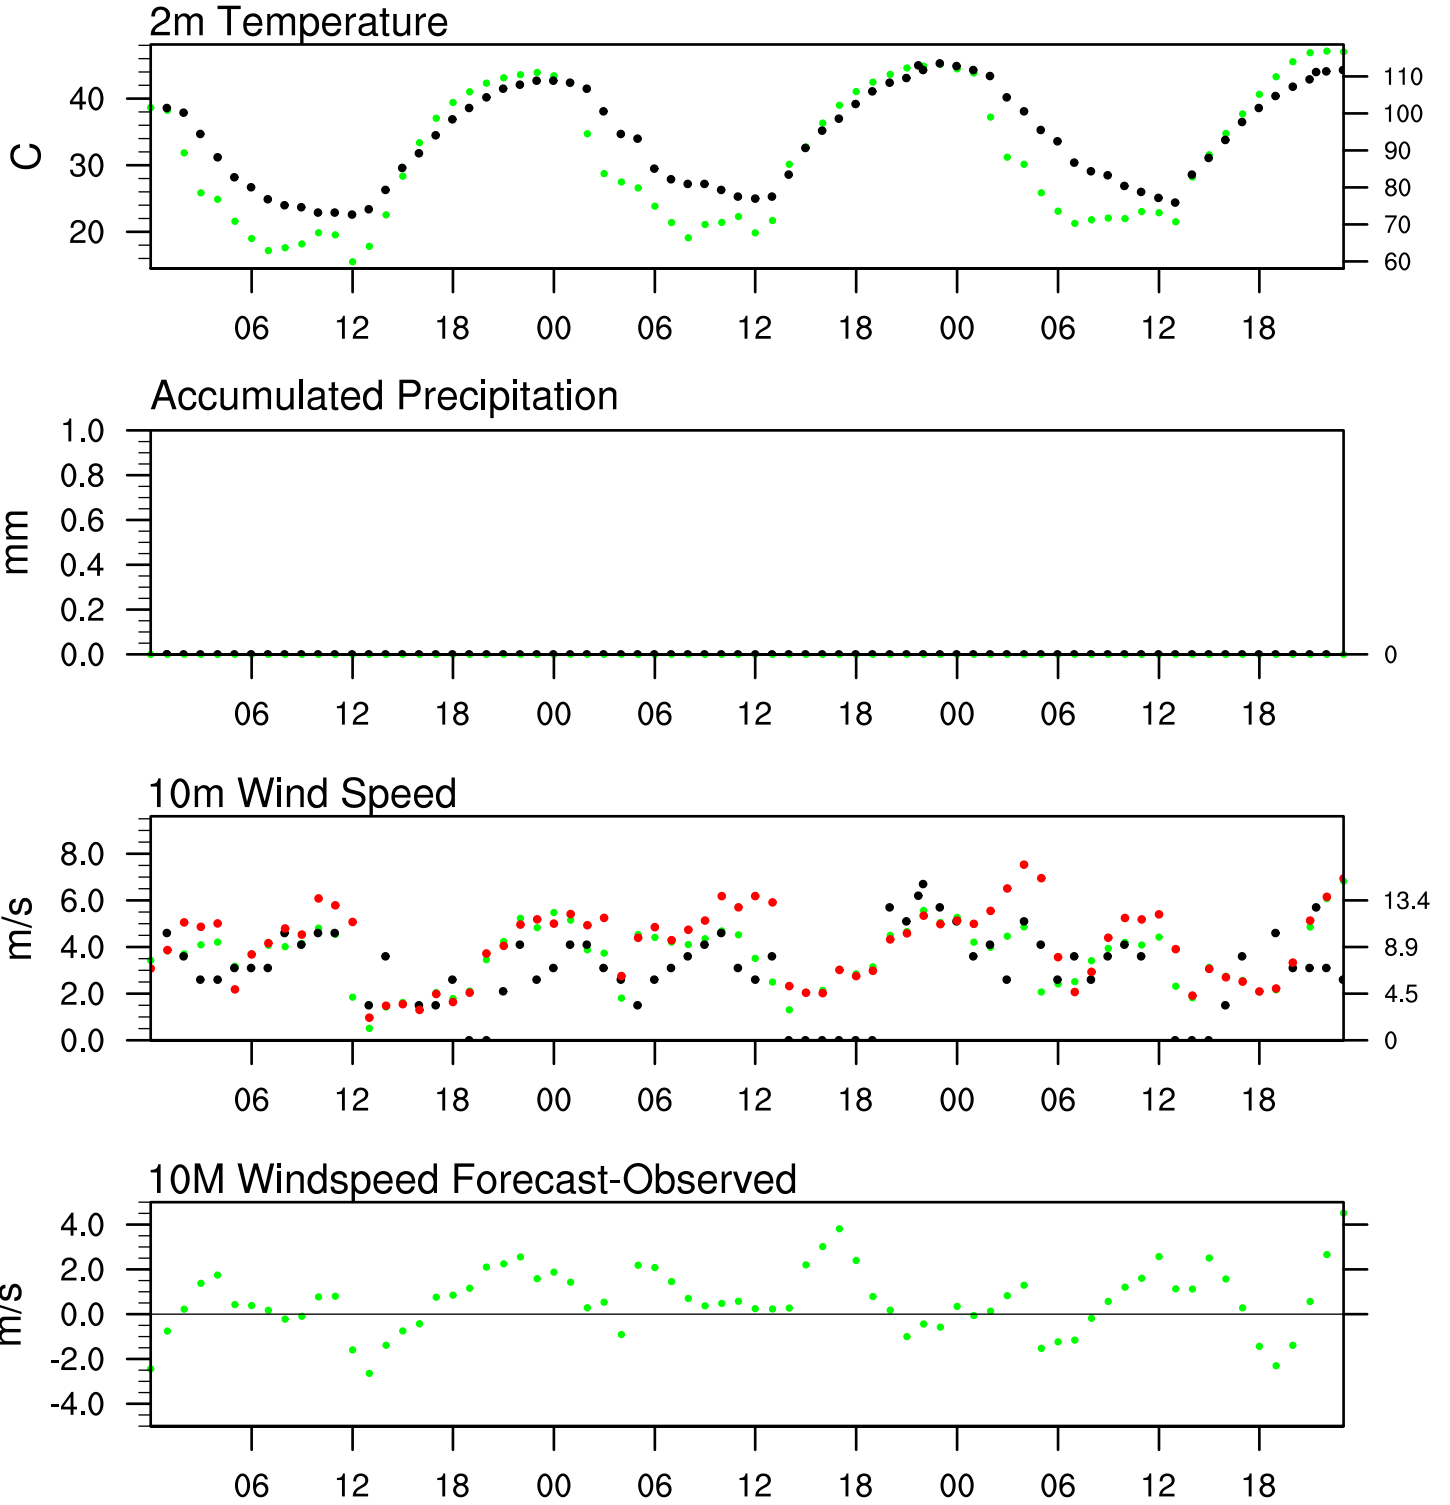 2m Temperature
C
40
30
20
110
100
90
80
70
60
06 12 18 00 06 12 18 00 06 12 18
Accumulated Precipitation
mm
1.0
0.8
0.6
0.4
0.2
0.0
0
06 12 18 00 06 12 18 00 06 12 18
10m Wind Speed
m/s
8.0
6.0
4.0
2.0
0.0
13.4
8.9
4.5
0
06 12 18 00 06 12 18 00 06 12 18
10M Windspeed Forecast-Observed
m/s
4.0
2.0
0.0
-2.0
-4.0
06 12 18 00 06 12 18 00 06 12 18